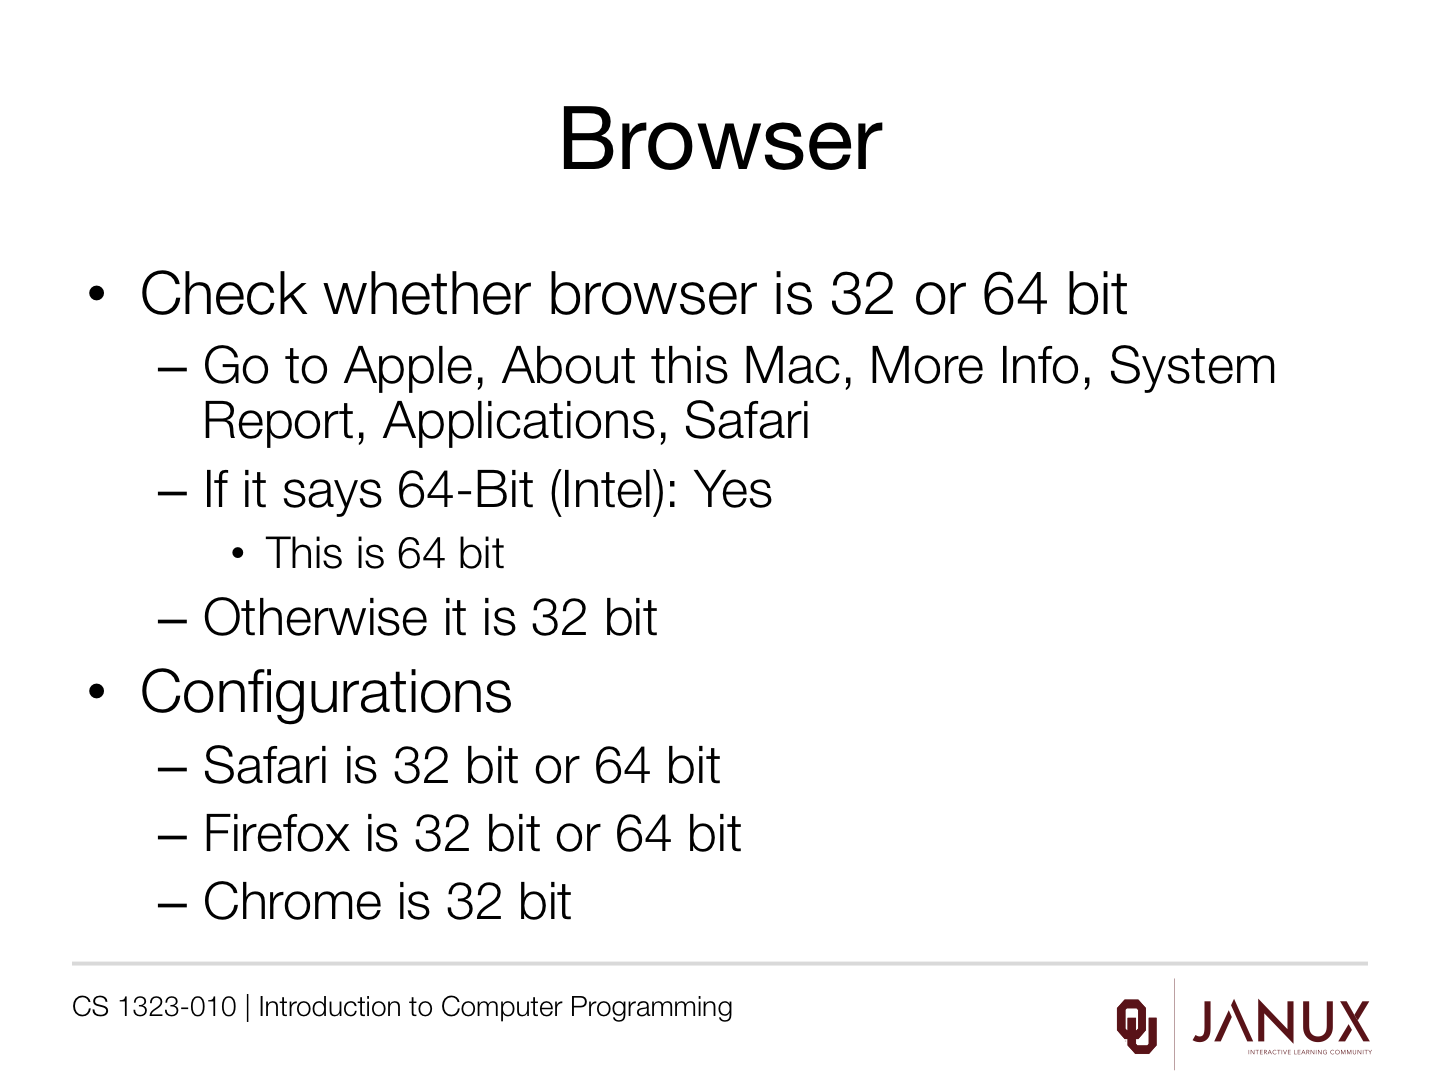 Browser
• Check whether browser is 32 or 64 bit
– Go to Apple, About this Mac, More Info, System
Report, Applications, Safari
– If it says 64-Bit (Intel): Yes
• This is 64 bit
– Otherwise it is 32 bit
• Configurations
– Safari is 32 bit or 64 bit
– Firefox is 32 bit or 64 bit
– Chrome is 32 bit
CS 1323-010 | Introduction to Computer Programming
OU JANUX
INTERACTIVE LEARNING COMMUNITY